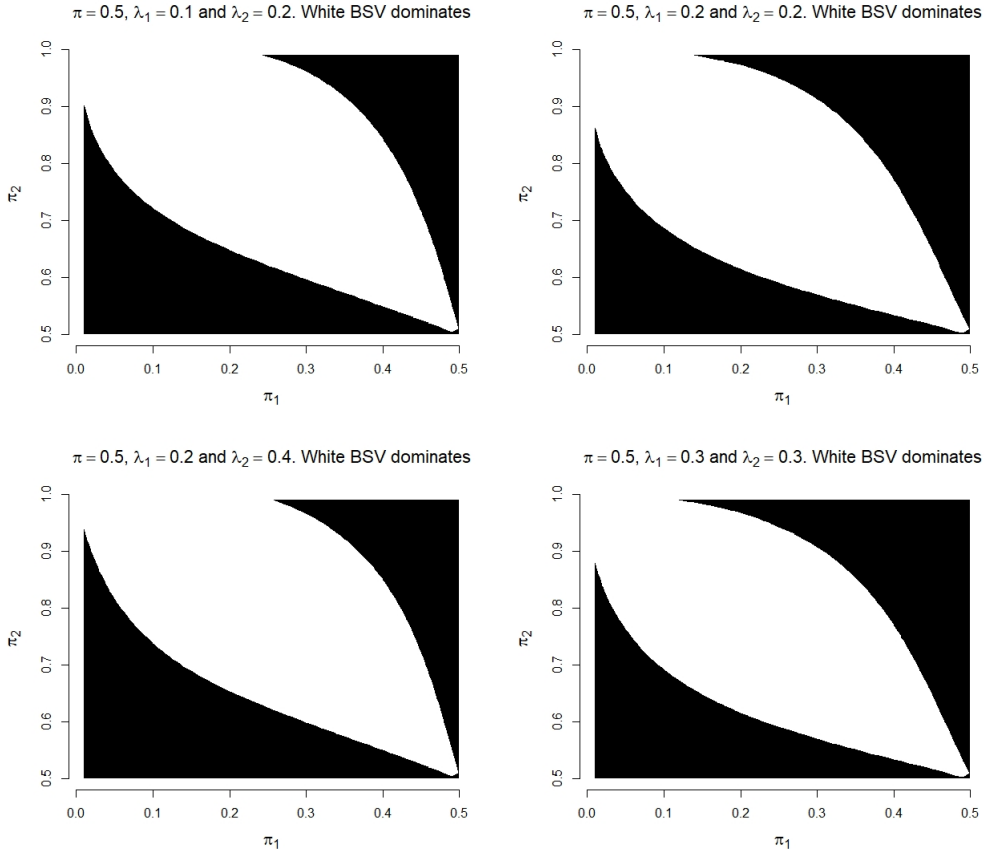 π = 0.5, λ1 = 0.1 and λ2 = 0.2. White BSV dominates
π2
0.5 0.6 0.7 0.8 0.9 1.0
0.0 0.1 0.2 0.3 0.4 0.5
π1
π = 0.5, λ1 = 0.2 and λ2 = 0.2. White BSV dominates
π2
0.5 0.6 0.7 0.8 0.9 1.0
0.0 0.1 0.2 0.3 0.4 0.5
π1
π = 0.5, λ1 = 0.2 and λ2 = 0.4. White BSV dominates
π2
0.5 0.6 0.7 0.8 0.9 1.0
0.0 0.1 0.2 0.3 0.4 0.5
π1
π = 0.5, λ1 = 0.3 and λ2 = 0.3. White BSV dominates
π2
0.5 0.6 0.7 0.8 0.9 1.0
0.0 0.1 0.2 0.3 0.4 0.5
π1